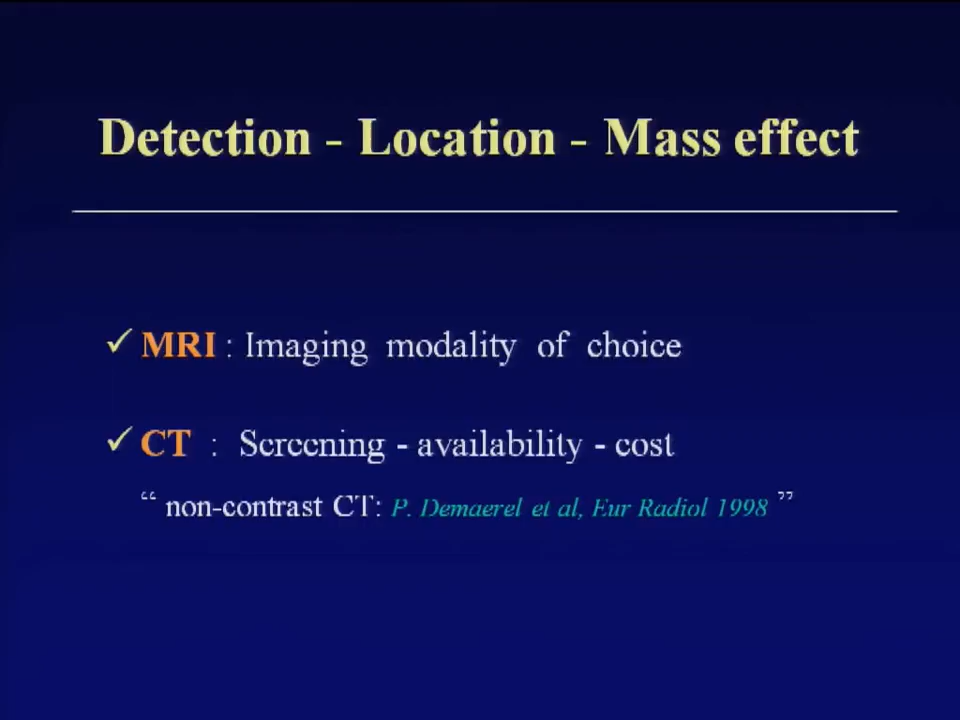 Detection - Location - Mass effect
✓ MRI : Imaging modality of choice
✓ CT : Screening - availability - cost
“ non-contrast CT: P. Demaerel et al, Eur Radiol 1998 ”